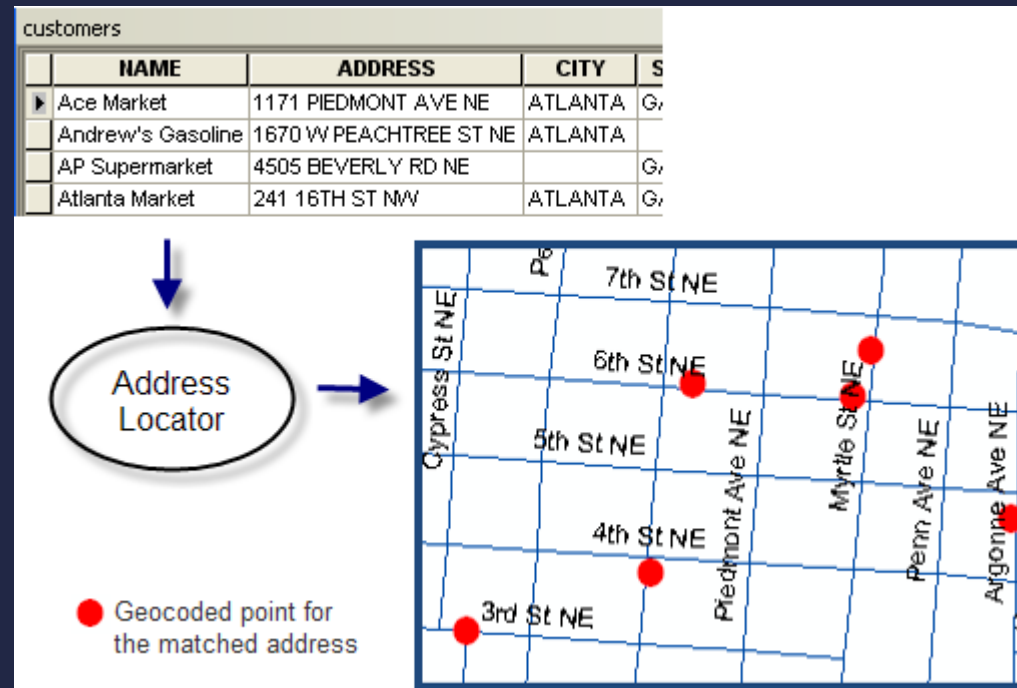 customers
NAME ADDRESS CITY S
Ace Market 1171 PIEDMONT AVE NE ATLANTA GA
Andrew's Gasoline 1670 W PEACHTREE ST NE ATLANTA
AP Supermarket 4505 BEVERLY RD NE GA
Atlanta Market 241 16TH ST NW ATLANTA GA
Address
Locator
Geocoded point for
the matched address
7th St NE
6th St NE
5th St NE
4th St NE
3rd St NE
Cypress St NE
Piedmont Ave NE
Myrtle St NE
Penn Ave NE
Argonne Ave NE